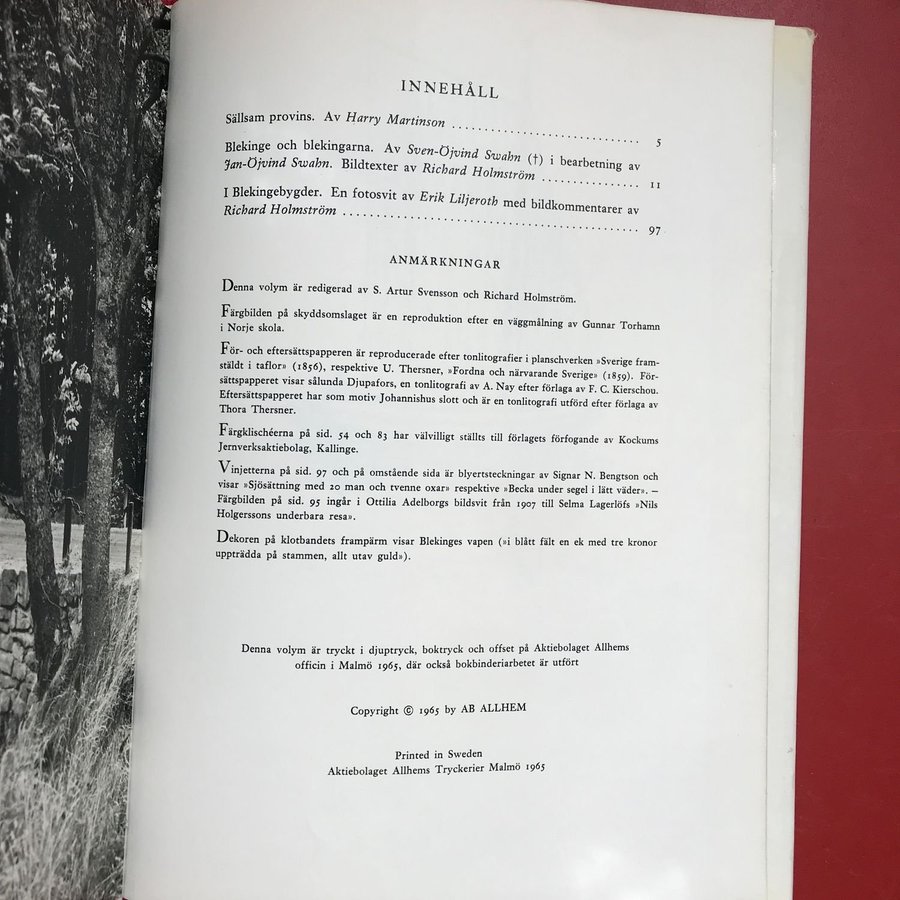 INNEHÅLL
Sällsam provins. Av Harry Martinson ............................ 5
Blekinge och blekingarna. Av Sven-Öjvind Swahn (†) i bearbetning av
Jan-Öjvind Swahn. Bildtexter av Richard Holmström ............... 11
I Blekingebygder. En fotosvit av Erik Liljeroth med bildkommentarer av
Richard Holmström ............................................. 97
ANMÄRKNINGAR
Denna volym är redigerad av S. Artur Svensson och Richard Holmström.
Färgbilden på skyddsomslaget är en reproduktion efter en väggmålning av Gunnar Torhamn
i Norje skola.
För- och eftersättspapperen är reproducerade efter tonlitografier i planschverken »Sverige fram-
ställdt i taflor» (1856), respektive U. Thersner, »Fordna och närvarande Sverige» (1859). För-
sättspapperet visar sålunda Djupafors, en tonlitografi av A. Nay efter förlaga av F. C. Kierschou.
Eftersättspapperet har som motiv Johannishus slott och är en tonlitografi utförd efter förlaga av
Thora Thersner.
Färgklischéerna på sid. 54 och 83 har välvilligt ställts till förlagets förfogande av Kockums
Jernverksaktiebolag, Kallinge.
Vinjetterna på sid. 97 och på omstående sida är blyertsteckningar av Signar N. Bengtson och
visar »Sjösättning med 20 man och tvenne oxar» respektive »Becka under segel i lätt väder». —
Färgbilden på sid. 95 ingår i Ottilia Adelborgs bildsvit från 1907 till Selma Lagerlöfs »Nils
Holgerssons underbara resa».
Dekoren på klotbandets frampärm visar Blekinges vapen (»i blått fält en ek med tre kronor
uppträdda på stammen, allt utav guld»).
Denna volym är tryckt i djuptryck, boktryck och offset på Aktiebolaget Allhems
officin i Malmö 1965, där också bokbinderiarbetet är utfört
Copyright © 1965 by AB ALLHEM
Printed in Sweden
Aktiebolaget Allhems Tryckerier Malmö 1965